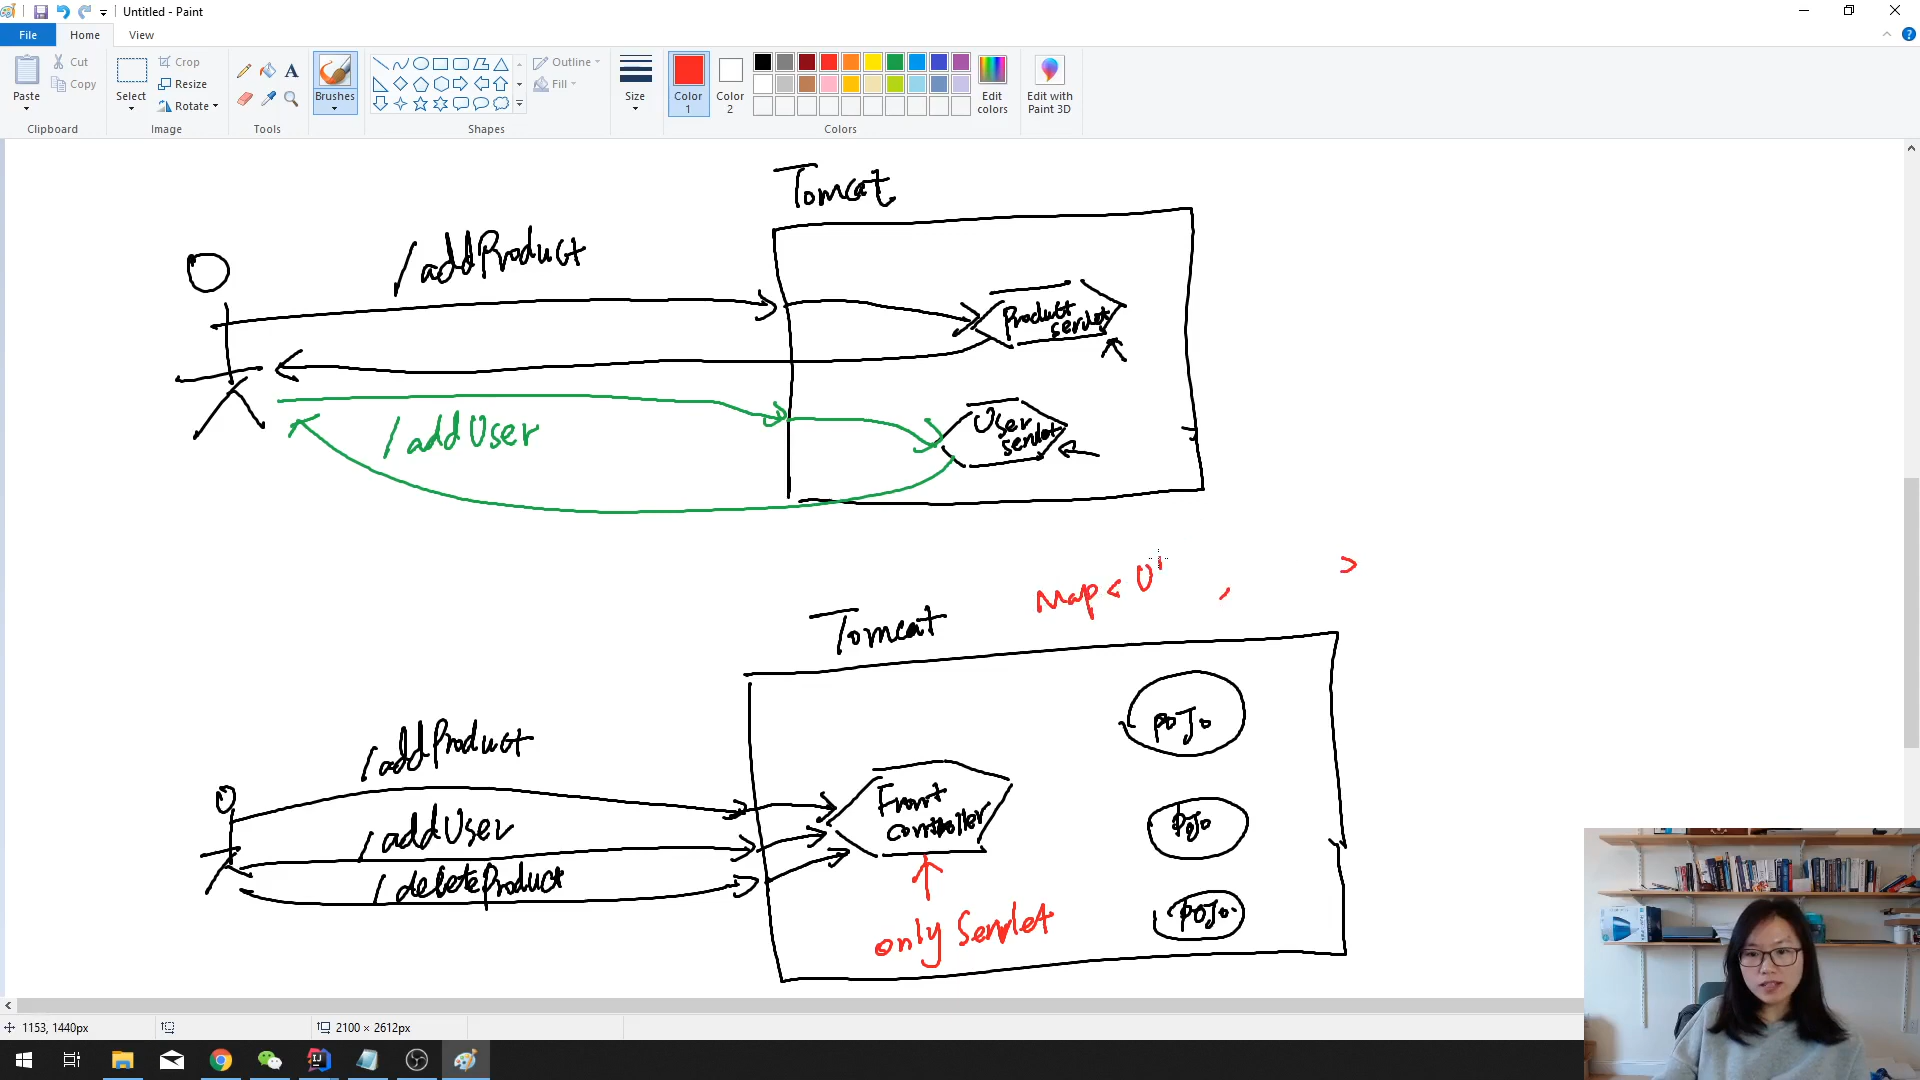 Untitled - Paint
File
Home
View
Paste
Cut
Copy
Clipboard
Select
Crop
Resize
Rotate
Image
Tools
Brushes
Shapes
Outline
Fill
Size
Color 1
Color 2
Edit colors
Colors
Edit with Paint 3D
Tomcat
/addProduct
Product
servlet
/addUser
User
servlet
Map< U ,      >
Tomcat
/addProduct
POJO
/addUser
Front
controller
POJO
/deleteProduct
POJO
only Servlet
1153, 1440px
2100 × 2612px